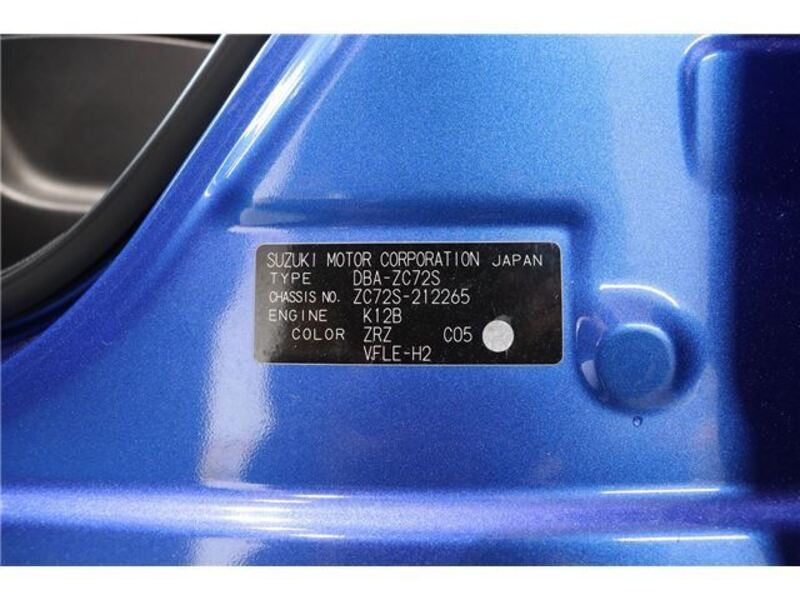 SUZUKI MOTOR CORPORATION JAPAN
TYPE DBA-ZC72S
CHASSIS NO. ZC72S-212265
ENGINE K12B
COLOR ZRZ C05
VFLE-H2